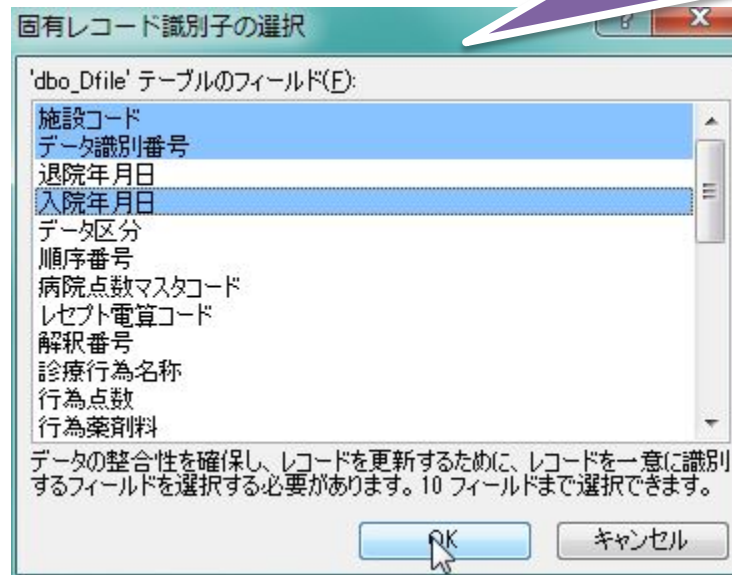 固有レコード識別子の選択
'dbo_Dfile' テーブルのフィールド(F):
施設コード
データ識別番号
退院年月日
入院年月日
データ区分
順序番号
病院点数マスタコード
レセプト電算コード
解釈番号
診療行為名称
行為点数
行為薬剤料
データの整合性を確保し、レコードを更新するために、レコードを一意に識別
するフィールドを選択する必要があります。10 フィールドまで選択できます。
OK
キャンセル